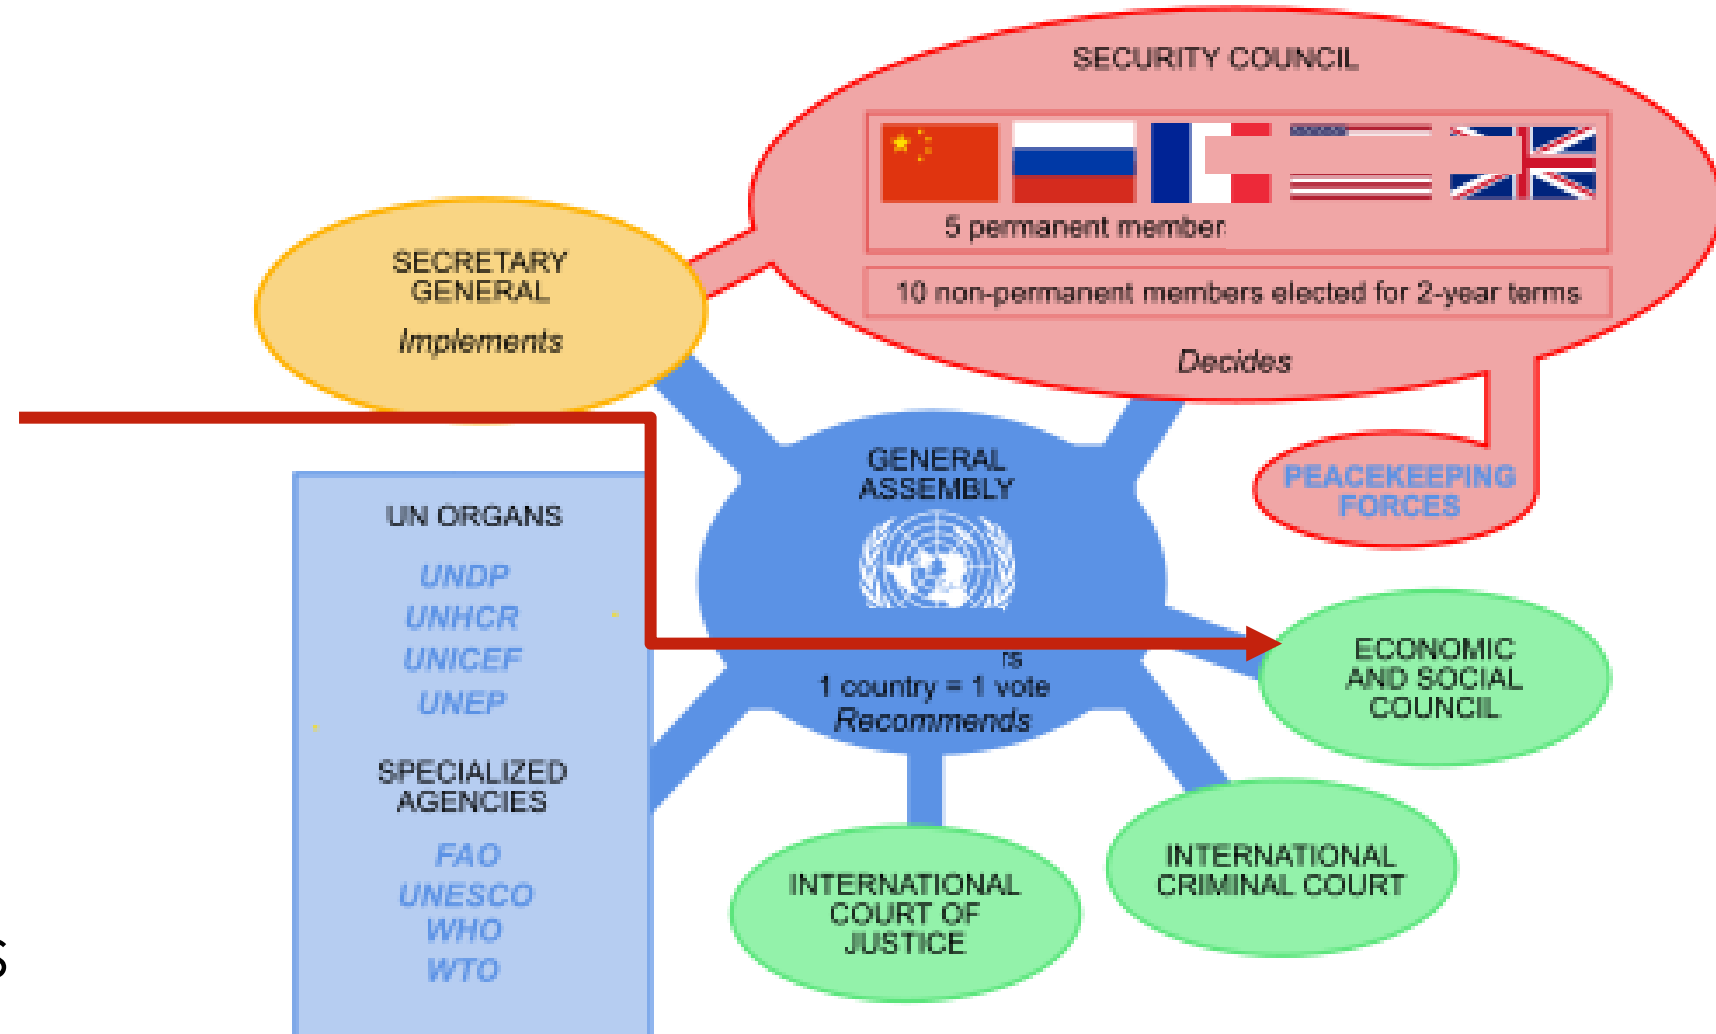 SECURITY COUNCIL
5 permanent member
10 non-permanent members elected for 2-year terms
Decides
SECRETARY
GENERAL
Implements
PEACEKEEPING
FORCES
GENERAL
ASSEMBLY
rs
1 country = 1 vote
Recommends
UN ORGANS
UNDP
UNHCR
UNICEF
UNEP
SPECIALIZED
AGENCIES
FAO
UNESCO
WHO
WTO
ECONOMIC
AND SOCIAL
COUNCIL
INTERNATIONAL
CRIMINAL COURT
INTERNATIONAL
COURT OF
JUSTICE
s